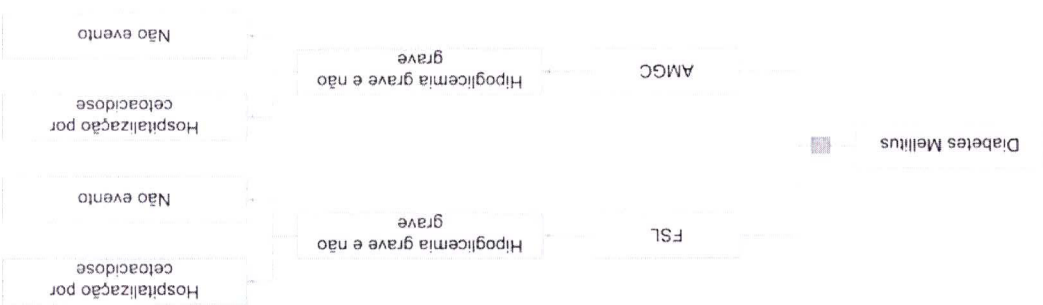 Diabetes Mellitus
FSL
Hipoglicemia grave e não
grave
Hospitalização por
cetoacidose
Não evento
AMGC
Hipoglicemia grave e não
grave
Hospitalização por
cetoacidose
Não evento